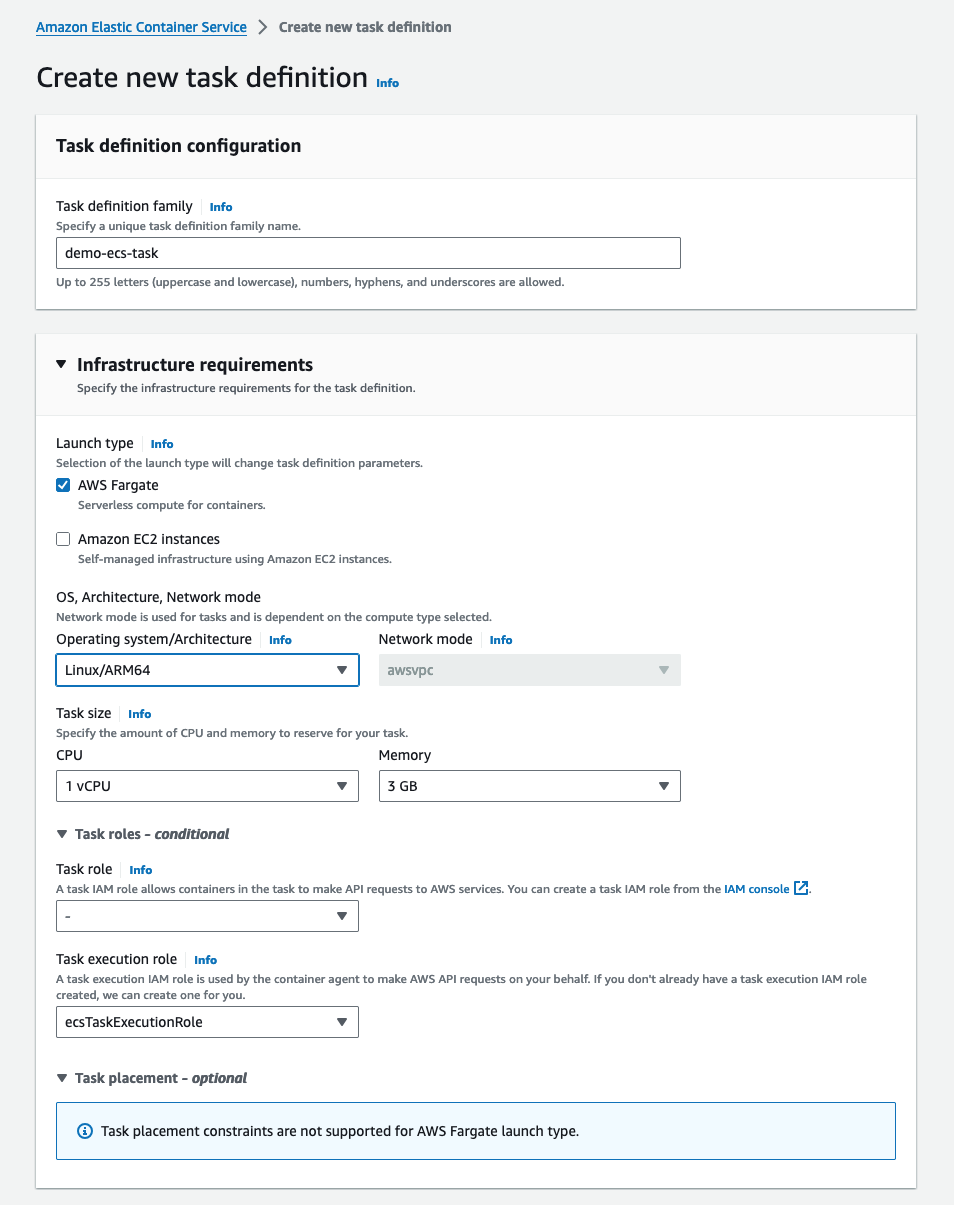 Amazon Elastic Container Service > Create new task definition
Create new task definition Info
Task definition configuration
Task definition family Info
Specify a unique task definition family name.
demo-ecs-task
Up to 255 letters (uppercase and lowercase), numbers, hyphens, and underscores are allowed.
Infrastructure requirements
Specify the infrastructure requirements for the task definition.
Launch type Info
Selection of the launch type will change task definition parameters.
AWS Fargate
Serverless compute for containers.
Amazon EC2 instances
Self-managed infrastructure using Amazon EC2 instances.
OS, Architecture, Network mode
Network mode is used for tasks and is dependent on the compute type selected.
Operating system/Architecture Info Network mode Info
Linux/ARM64 awsvpc
Task size Info
Specify the amount of CPU and memory to reserve for your task.
CPU Memory
1 vCPU 3 GB
Task roles - conditional
Task role Info
A task IAM role allows containers in the task to make API requests to AWS services. You can create a task IAM role from the IAM console.
-
Task execution role Info
A task execution IAM role is used by the container agent to make AWS API requests on your behalf. If you don't already have a task execution IAM role
created, we can create one for you.
ecsTaskExecutionRole
Task placement - optional
Task placement constraints are not supported for AWS Fargate launch type.